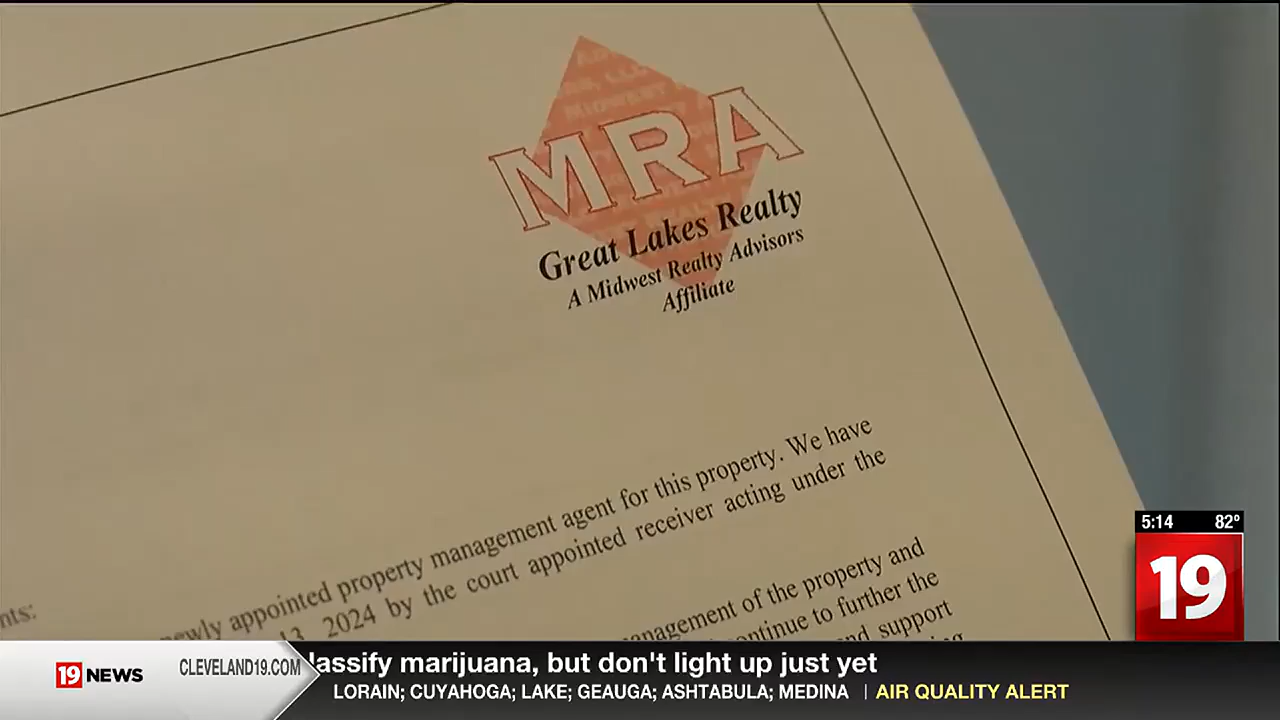 MRA
Great Lakes Realty
A Midwest Realty Advisors
Affiliate
newly appointed property management agent for this property. We have
13, 2024 by the court appointed receiver acting under the
nts:
management of the property and
continue to further the
and support
5:14 82°
19
19 NEWS
CLEVELAND19.COM
lassify marijuana, but don't light up just yet
LORAIN; CUYAHOGA; LAKE; GEAUGA; ASHTABULA; MEDINA | AIR QUALITY ALERT